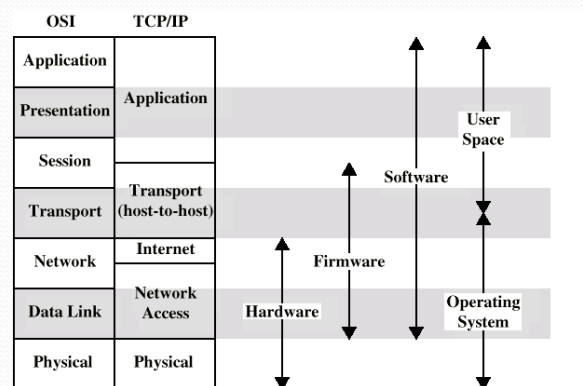 OSI TCP/IP
Application
Presentation
Session
Transport
Network
Data Link
Physical
Application
Transport
(host-to-host)
Internet
Network
Access
Physical
Hardware
Firmware
Software
User
Space
Operating
System